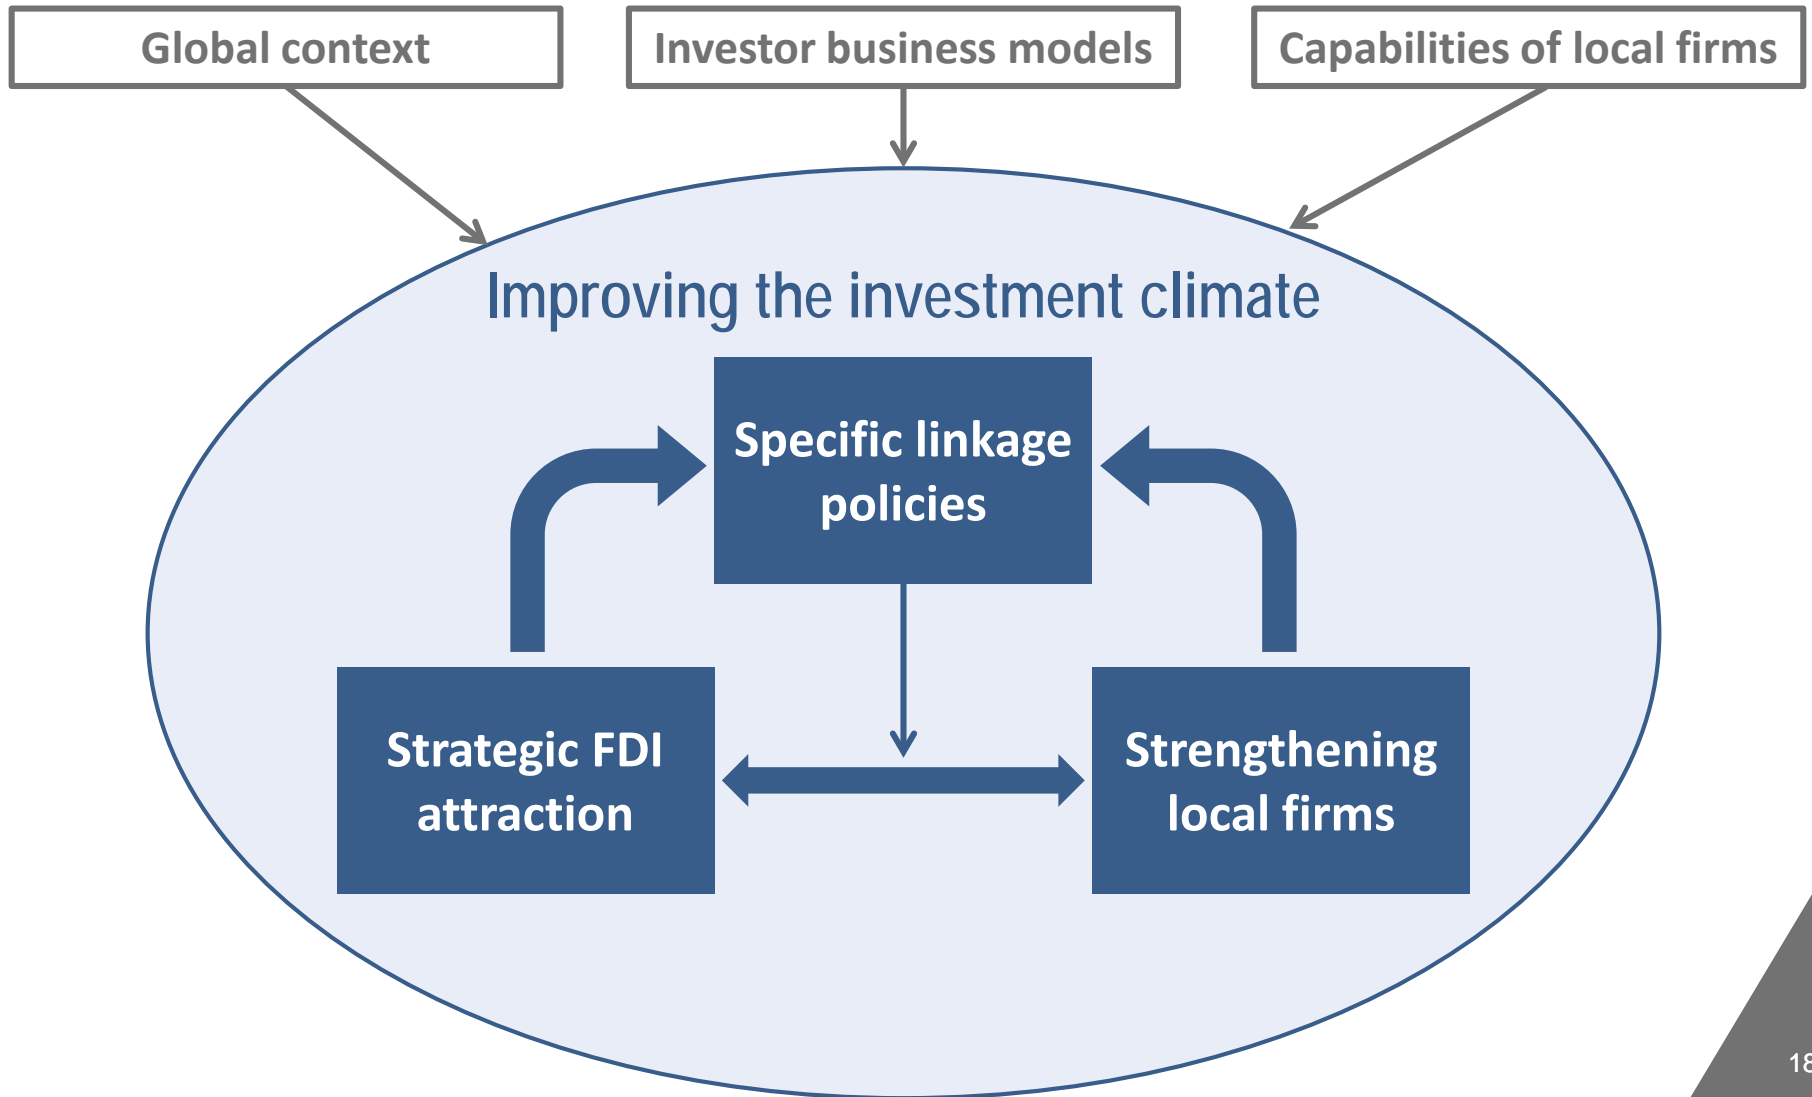 Global context
Investor business models
Capabilities of local firms
Improving the investment climate
Specific linkage
policies
Strategic FDI
attraction
Strengthening
local firms
18